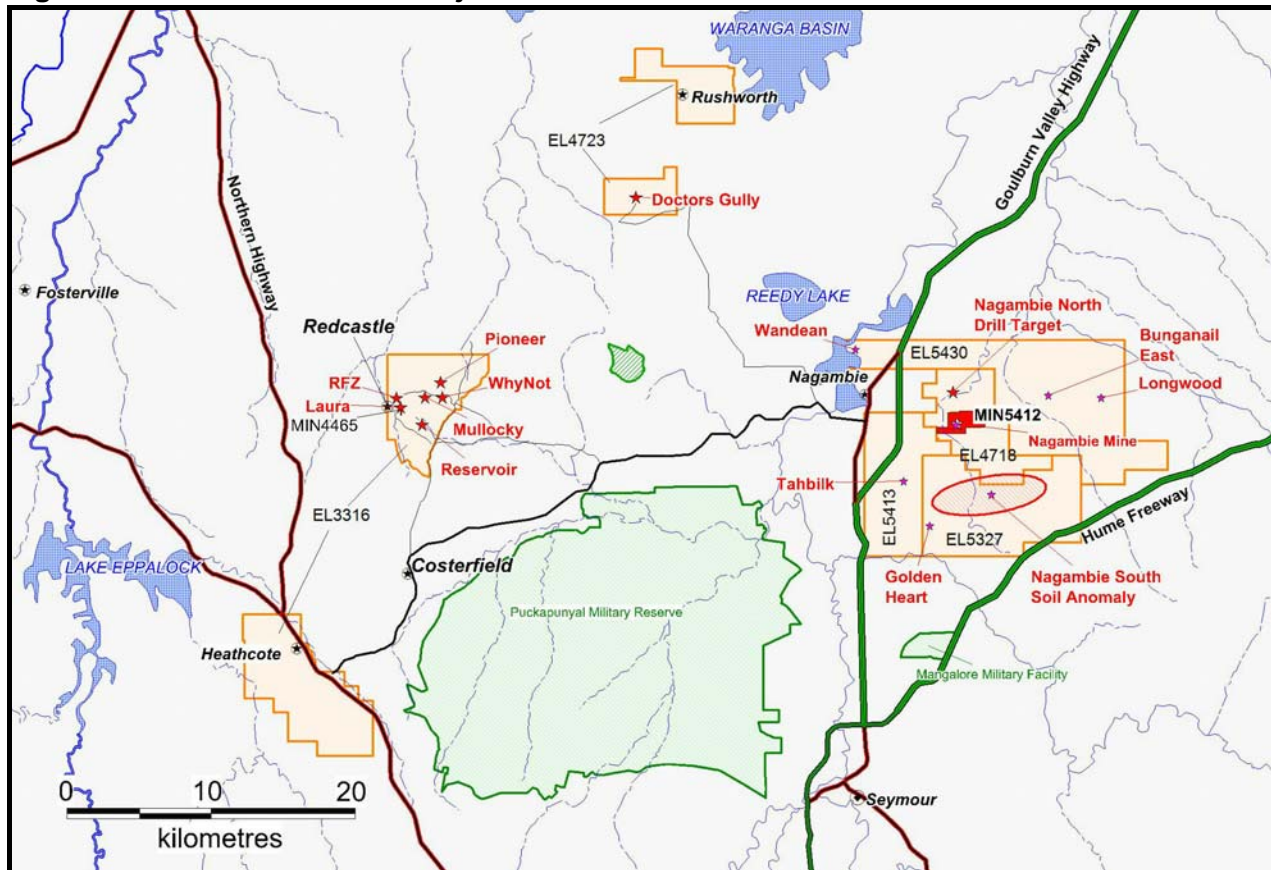 WARANGA BASIN
Rushworth
EL4723
Doctors Gully
Goulburn Valley Highway
Northern Highway
Fosterville
REEDY LAKE
Nagambie North
Drill Target
Bunganail
East
Wandean
Redcastle
Pioneer
EL5430
Longwood
RFZ
WhyNot
Nagambie
Laura
MIN4465
MIN5412
Mullocky
Nagambie Mine
EL4718
Reservoir
Tahbilk
EL3316
EL5413
EL5327
Hume Freeway
LAKE EPPALOCK
Costerfield
Golden
Heart
Nagambie South
Soil Anomaly
Puckapunyal Military Reserve
Heathcote
Mangalore Military Facility
0 10 20
kilometres
Seymour